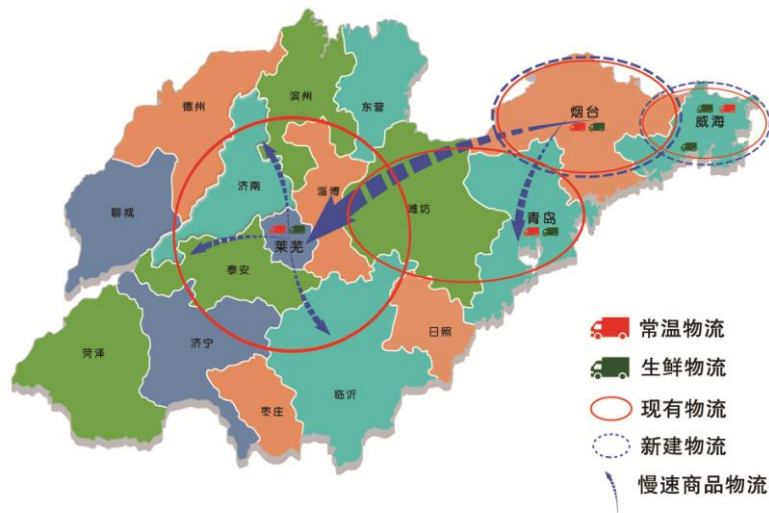 德州
滨州
东营
烟台
威海
济南
淄博
聊城
潍坊
青岛
莱芜
泰安
日照
菏泽
济宁
临沂
枣庄
常温物流
生鲜物流
现有物流
新建物流
慢速商品物流